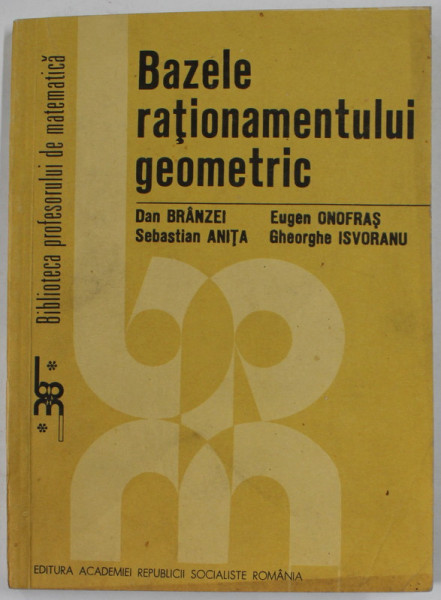 Biblioteca profesorului de matematică
Bazele
raţionamentului
geometric
Dan BRÂNZEI
Sebastian ANIŢA
Eugen ONOFRAŞ
Gheorghe ISVORANU
bpm
EDITURA ACADEMIEI REPUBLICII SOCIALISTE ROMÂNIA